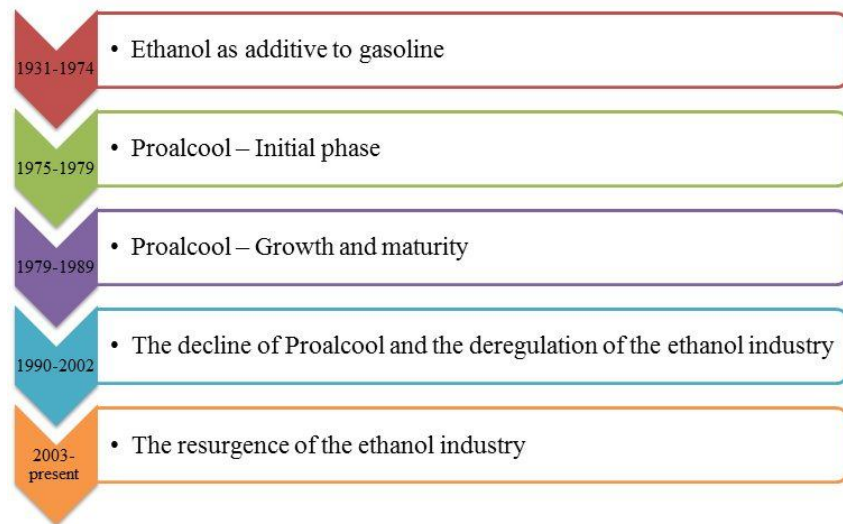 1931-1974
• Ethanol as additive to gasoline
1975-1979
• Proalcool – Initial phase
1979-1989
• Proalcool – Growth and maturity
1990-2002
• The decline of Proalcool and the deregulation of the ethanol industry
2003-
present
• The resurgence of the ethanol industry